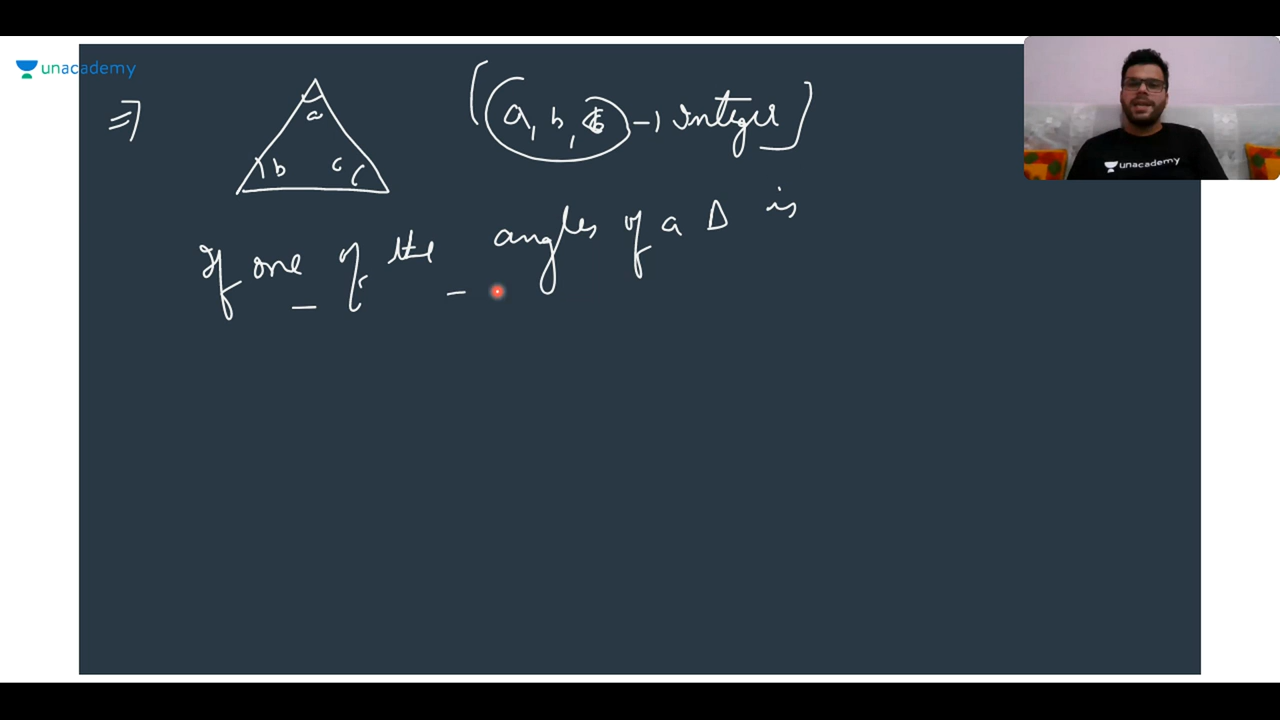 unacademy
⇒
a
b c
(a, b, c → integer)
If one of the angles of a Δ is
unacademy